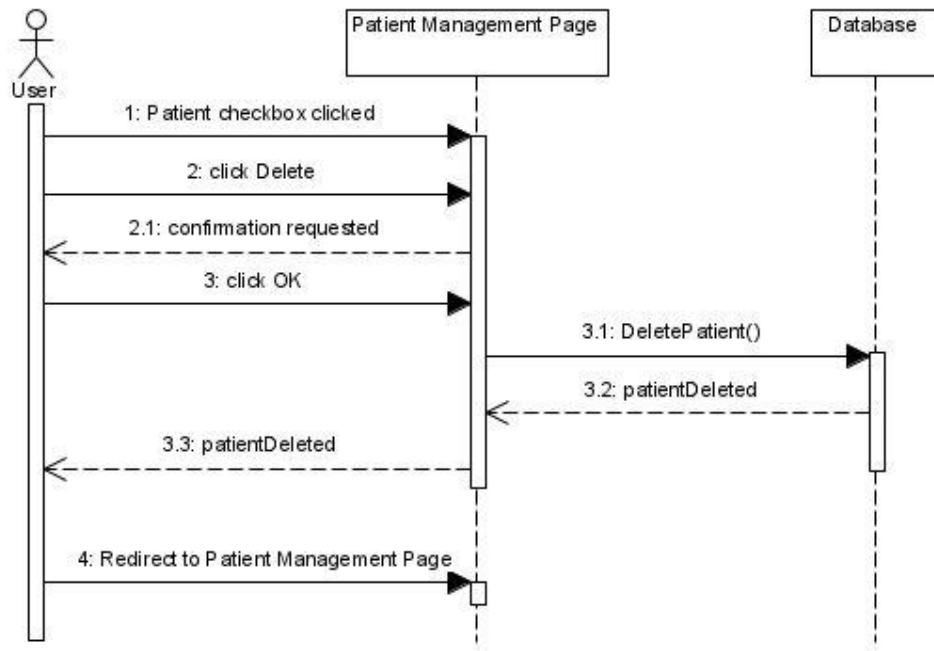 Patient Management Page
Database
User
1: Patient checkbox clicked
2: click Delete
2.1: confirmation requested
3: click OK
3.1: DeletePatient()
3.2: patientDeleted
3.3: patientDeleted
4: Redirect to Patient Management Page